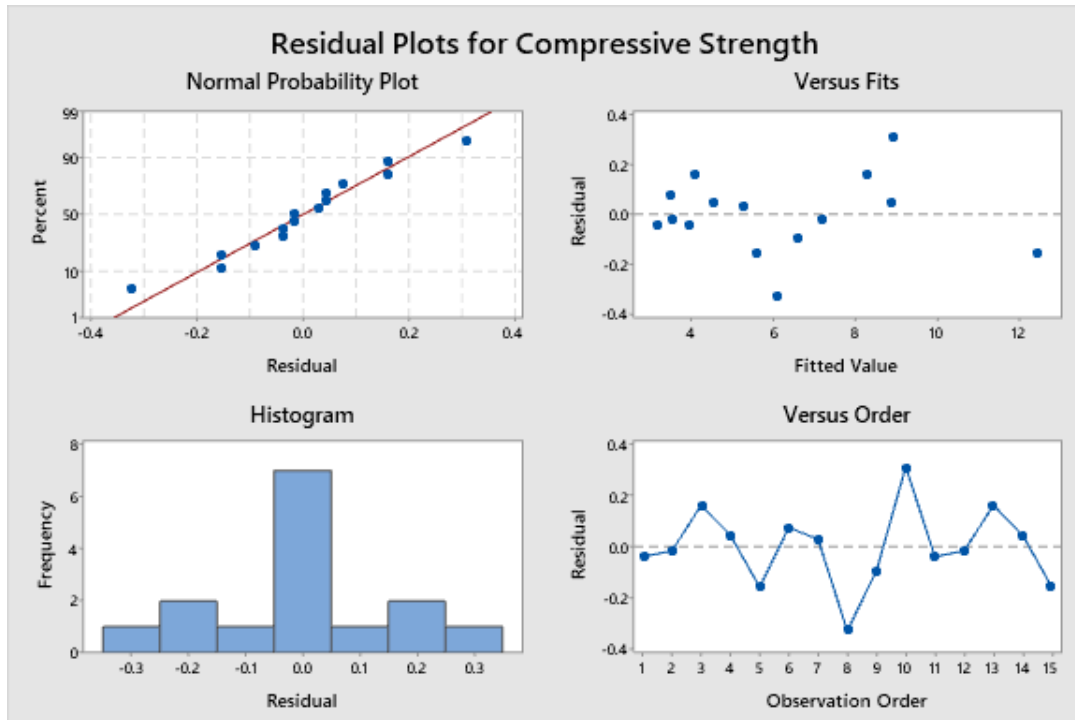 Residual Plots for Compressive Strength
Normal Probability Plot
99
90
50
10
1
Percent
-0.4 -0.2 0.0 0.2 0.4
Residual
Versus Fits
0.4
0.2
0.0
-0.2
-0.4
Residual
4 6 8 10 12
Fitted Value
Histogram
8
6
4
2
0
Frequency
-0.3 -0.2 -0.1 0.0 0.1 0.2 0.3
Residual
Versus Order
0.4
0.2
0.0
-0.2
-0.4
Residual
1 2 3 4 5 6 7 8 9 10 11 12 13 14 15
Observation Order